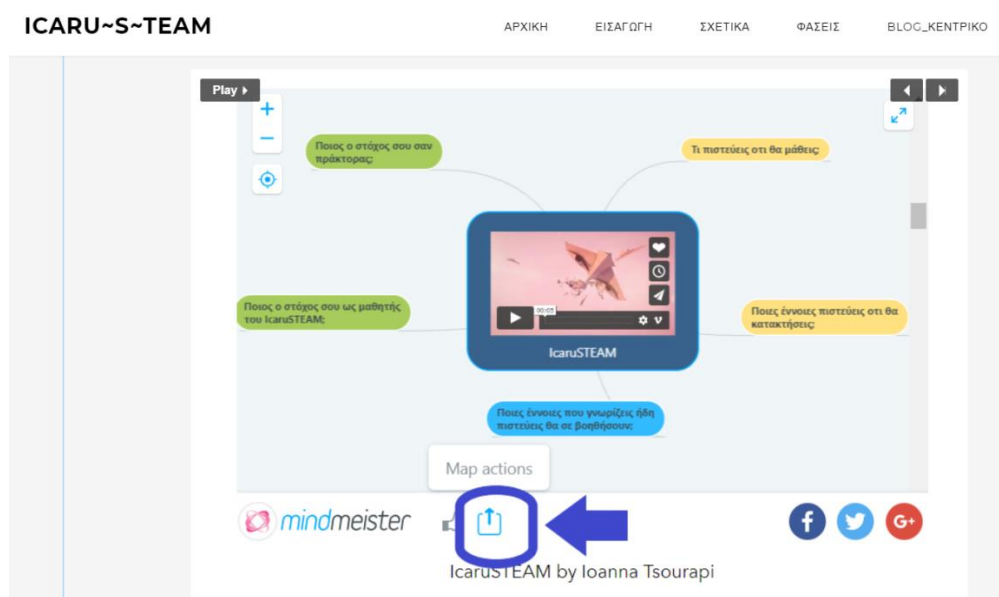 ICARU~S~TEAM
ΑΡΧΙΚΗ ΕΙΣΑΓΩΓΗ ΣΧΕΤΙΚΑ ΦΑΣΕΙΣ BLOG_ΚΕΝΤΡΙΚΟ
Play
Ποιος ο στόχος σου σαν
πράκτορας;
Τι πιστεύεις οτι θα μάθεις;
Ποιος ο στόχος σου ως μαθητής
του IcaruSTEAM;
00:05
Ποιες έννοιες πιστεύεις οτι θα
κατακτήσεις;
IcaruSTEAM
Ποιες έννοιες που γνωρίζεις ήδη
πιστεύεις θα σε βοηθήσουν;
Map actions
mindmeister
G+
IcaruSTEAM by Ioanna Tsourapi